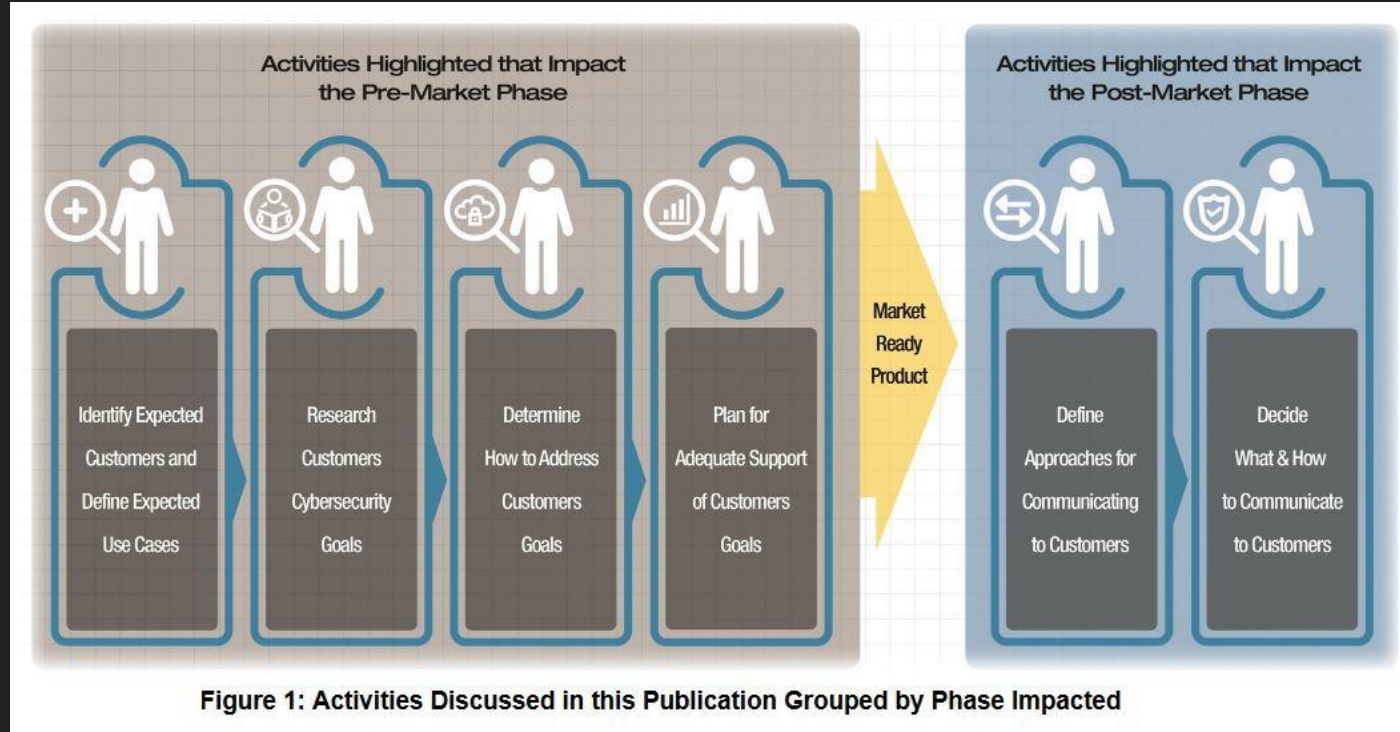 Activities Highlighted that Impact
the Pre-Market Phase
Identify Expected
Customers and
Define Expected
Use Cases
Research
Customers
Cybersecurity
Goals
Determine
How to Address
Customers
Goals
Plan for
Adequate Support
of Customers
Goals
Market
Ready
Product
Activities Highlighted that Impact
the Post-Market Phase
Define
Approaches for
Communicating
to Customers
Decide
What & How
to Communicate
to Customers
Figure 1: Activities Discussed in this Publication Grouped by Phase Impacted